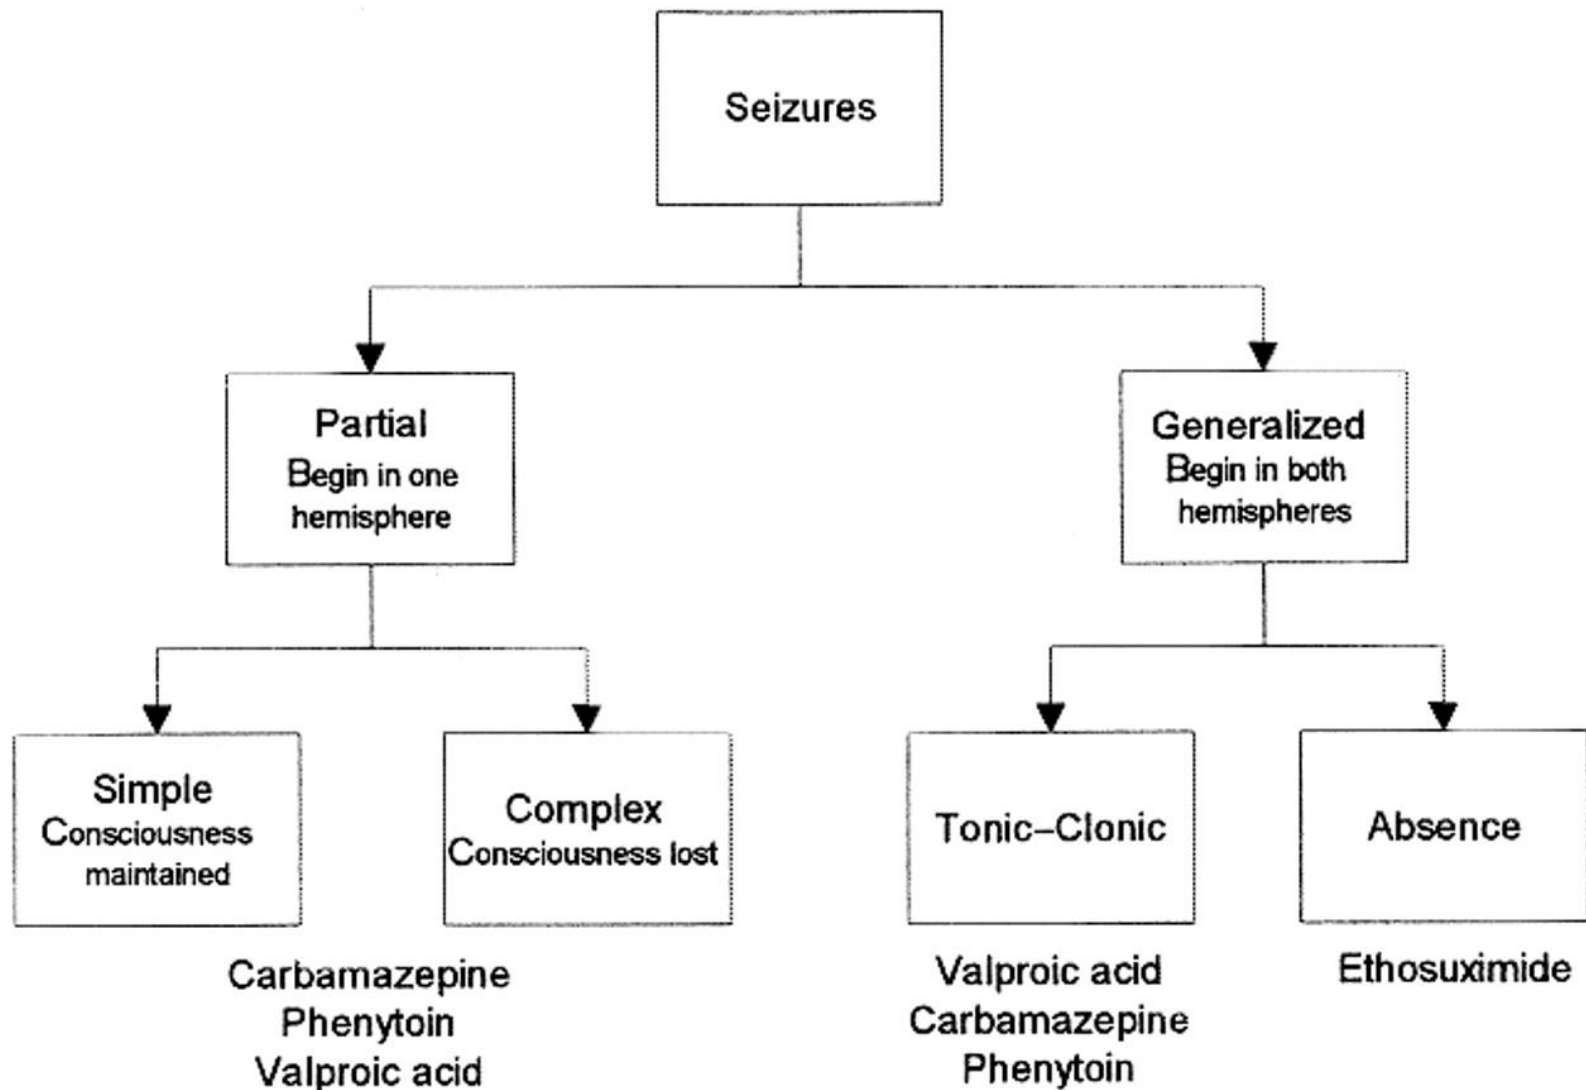 Seizures
Partial
Begin in one
hemisphere
Generalized
Begin in both
hemispheres
Simple
Consciousness
maintained
Complex
Consciousness lost
Tonic–Clonic
Absence
Carbamazepine
Phenytoin
Valproic acid
Valproic acid
Carbamazepine
Phenytoin
Ethosuximide